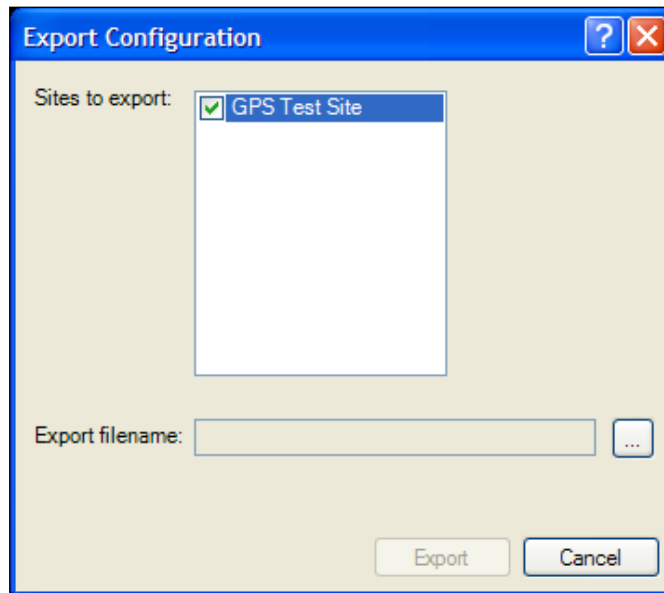 Export Configuration
Sites to export:
GPS Test Site
Export filename:
...
Export
Cancel